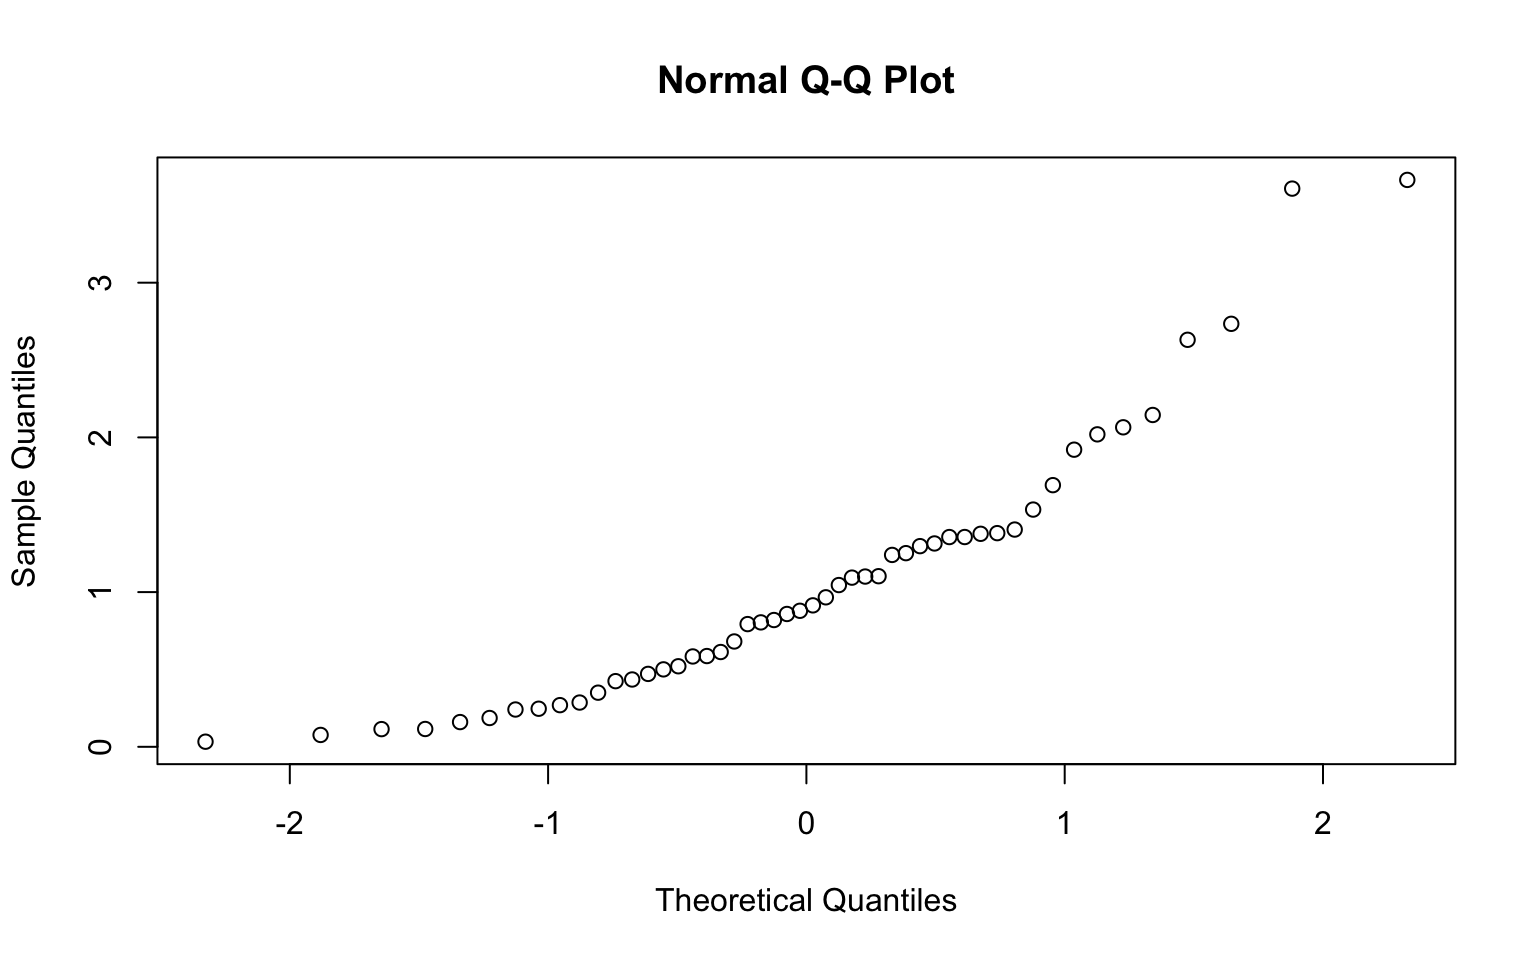 Normal Q-Q Plot
Sample Quantiles
3
2
1
0
-2 -1 0 1 2
Theoretical Quantiles